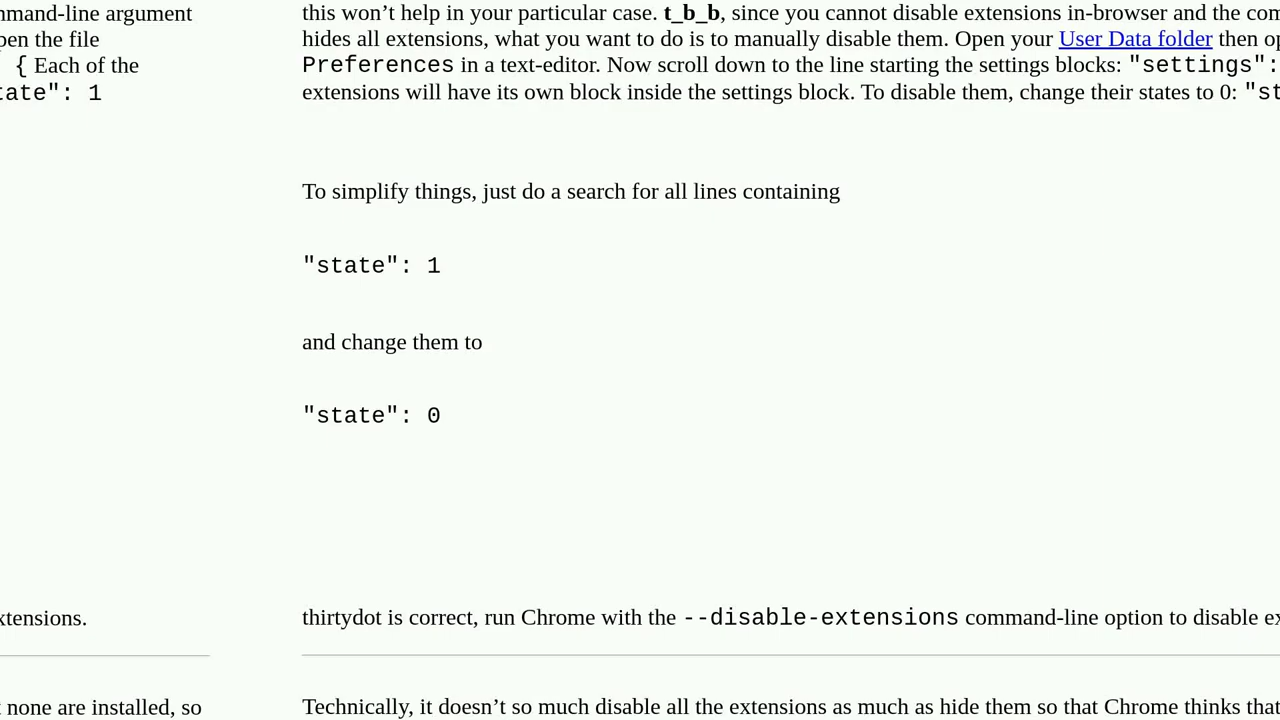 mmand-line argument
pen the file
{ Each of the
tate": 1
xtensions.
none are installed, so
this won’t help in your particular case. t_b_b, since you cannot disable extensions in-browser and the com
hides all extensions, what you want to do is to manually disable them. Open your User Data folder then op
Preferences in a text-editor. Now scroll down to the line starting the settings blocks: "settings":
extensions will have its own block inside the settings block. To disable them, change their states to 0: "st
To simplify things, just do a search for all lines containing
"state": 1
and change them to
"state": 0
thirtydot is correct, run Chrome with the --disable-extensions command-line option to disable ex
Technically, it doesn’t so much disable all the extensions as much as hide them so that Chrome thinks that